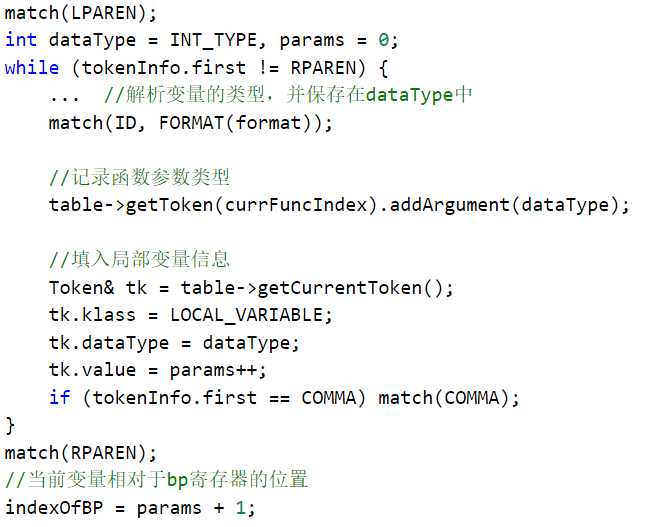 match(LPAREN);
int dataType = INT_TYPE, params = 0;
while (tokenInfo.first != RPAREN) {
    ...  //解析变量的类型，并保存在dataType中
    match(ID, FORMAT(format));
    //记录函数参数类型
    table->getToken(currFuncIndex).addArgument(dataType);
    //填入局部变量信息
    Token& tk = table->getCurrentToken();
    tk.klass = LOCAL_VARIABLE;
    tk.dataType = dataType;
    tk.value = params++;
    if (tokenInfo.first == COMMA) match(COMMA);
}
match(RPAREN);
//当前变量相对于bp寄存器的位置
indexOfBP = params + 1;